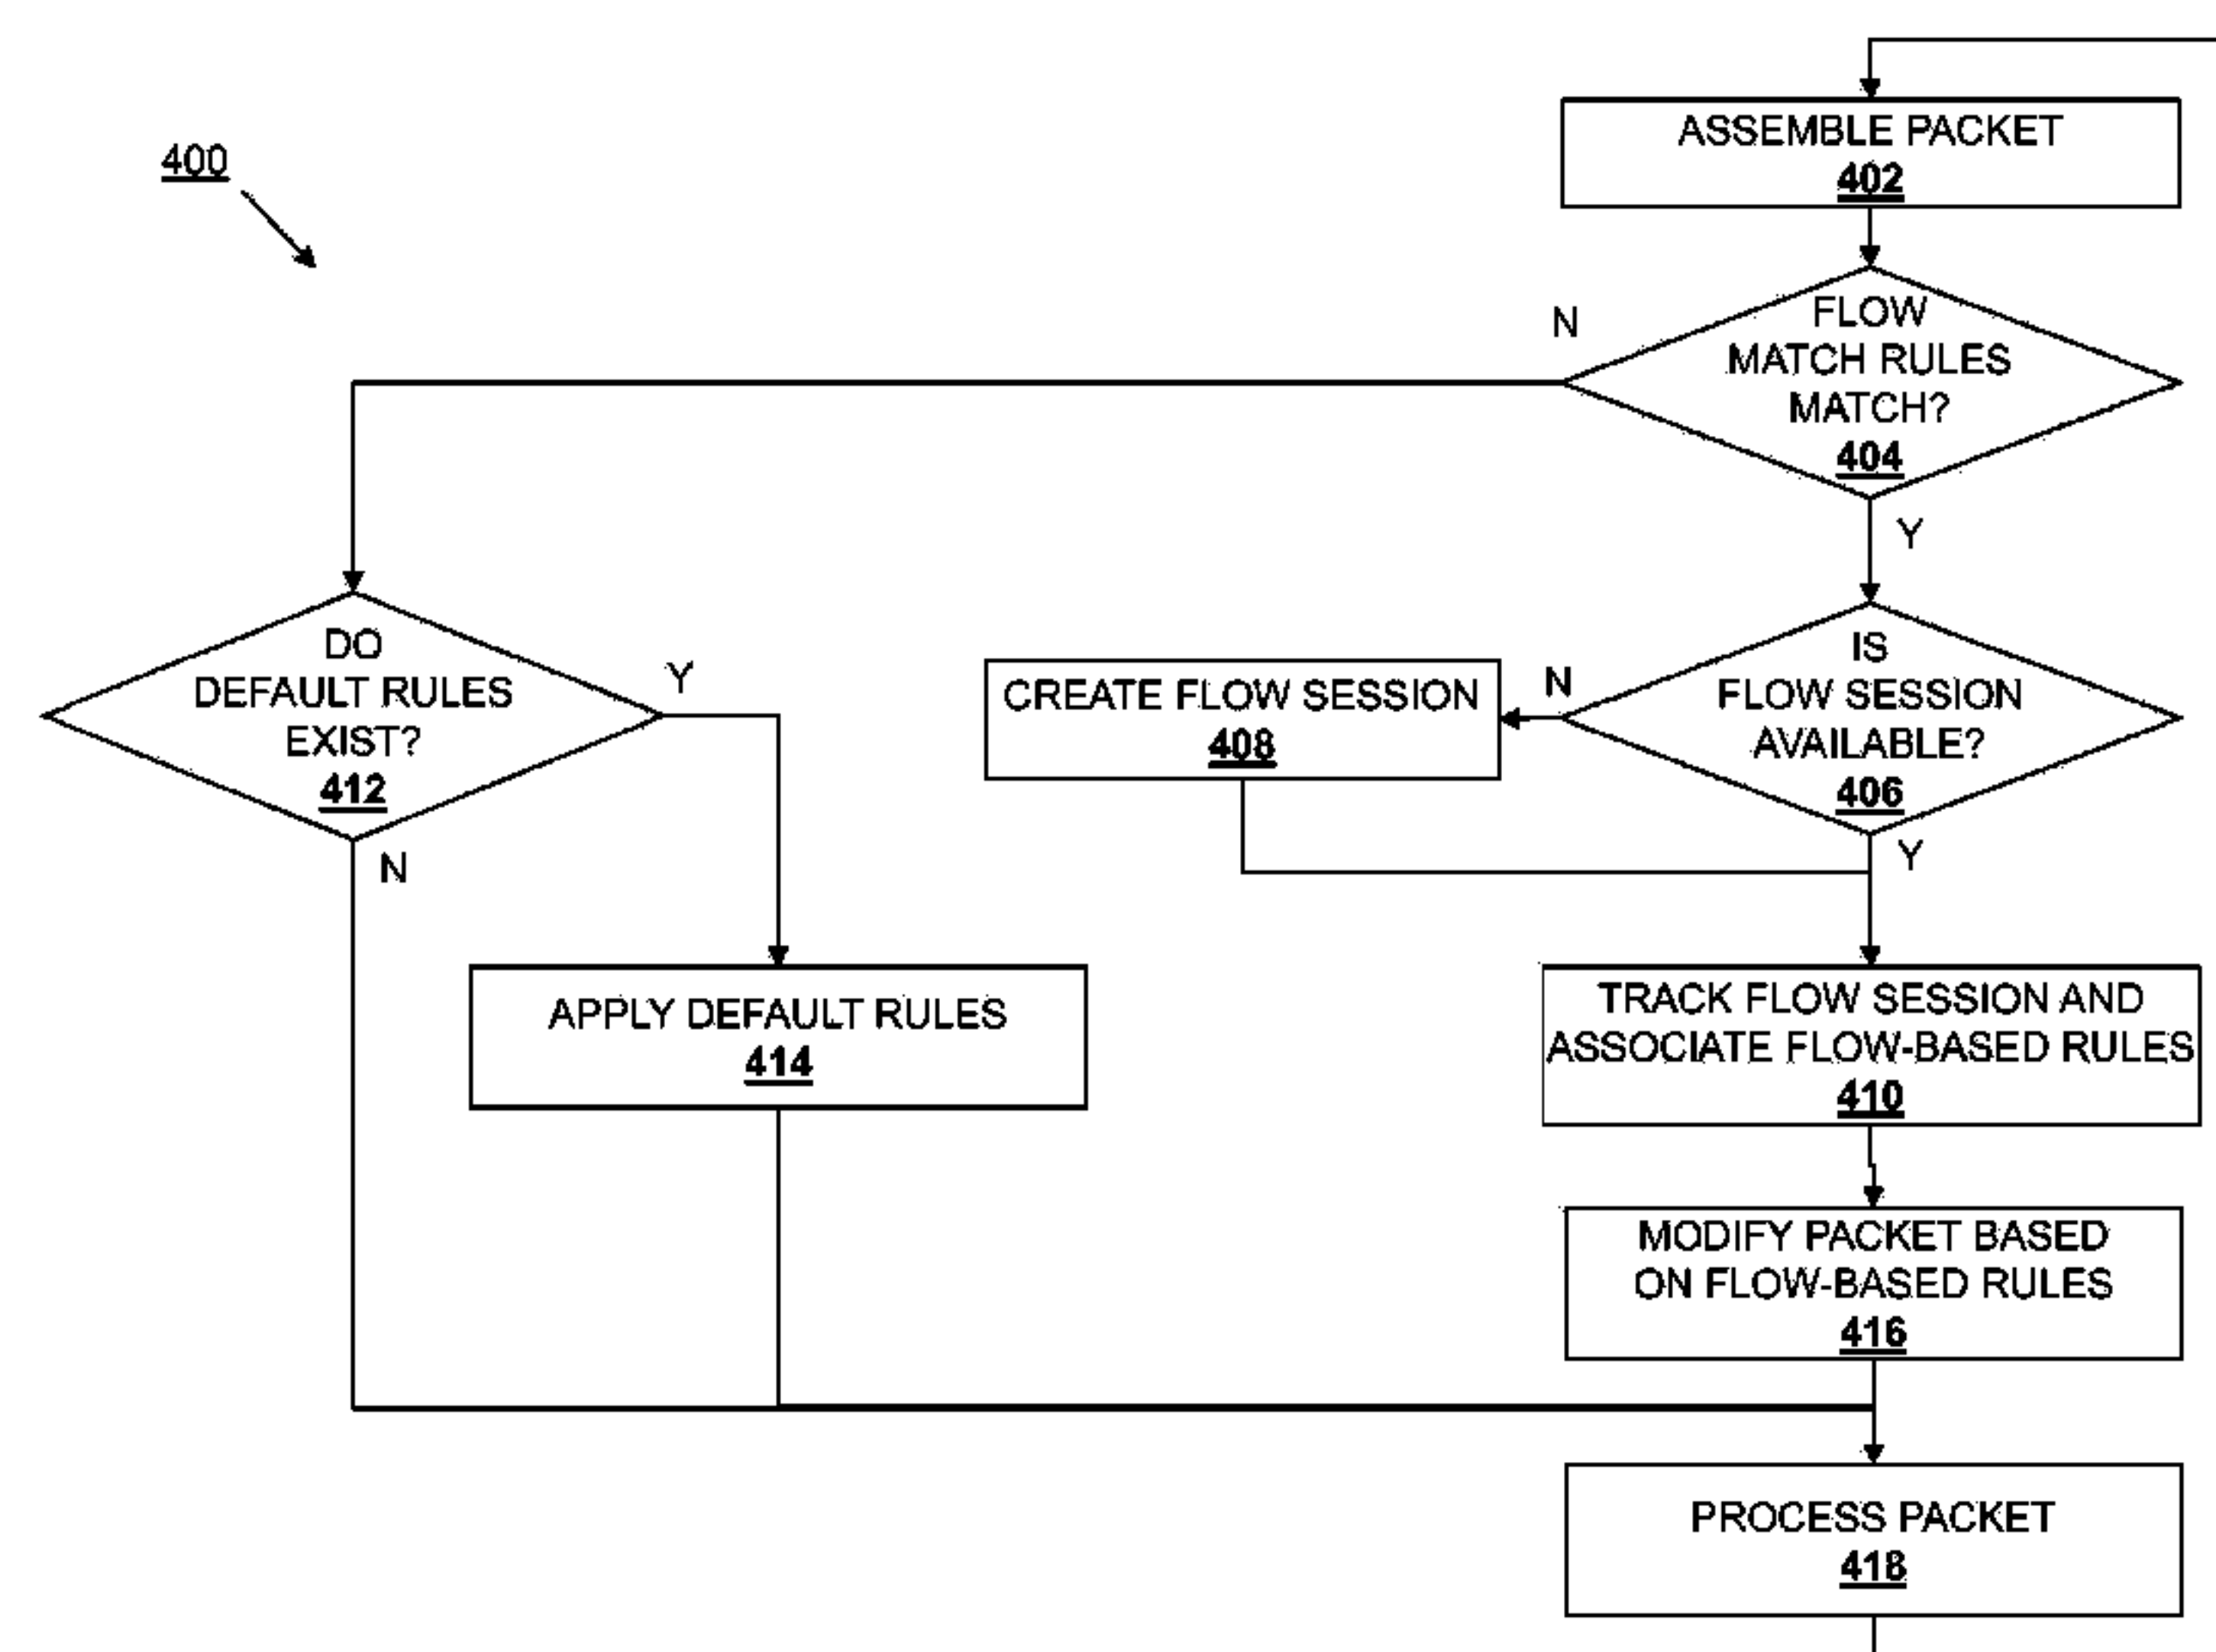 400
ASSEMBLE PACKET
402
N
FLOW
MATCH RULES
MATCH?
404
Y
DO
DEFAULT RULES
EXIST?
412
Y
N
CREATE FLOW SESSION
408
N
IS
FLOW SESSION
AVAILABLE?
406
Y
APPLY DEFAULT RULES
414
TRACK FLOW SESSION AND
ASSOCIATE FLOW-BASED RULES
410
MODIFY PACKET BASED
ON FLOW-BASED RULES
416
PROCESS PACKET
418